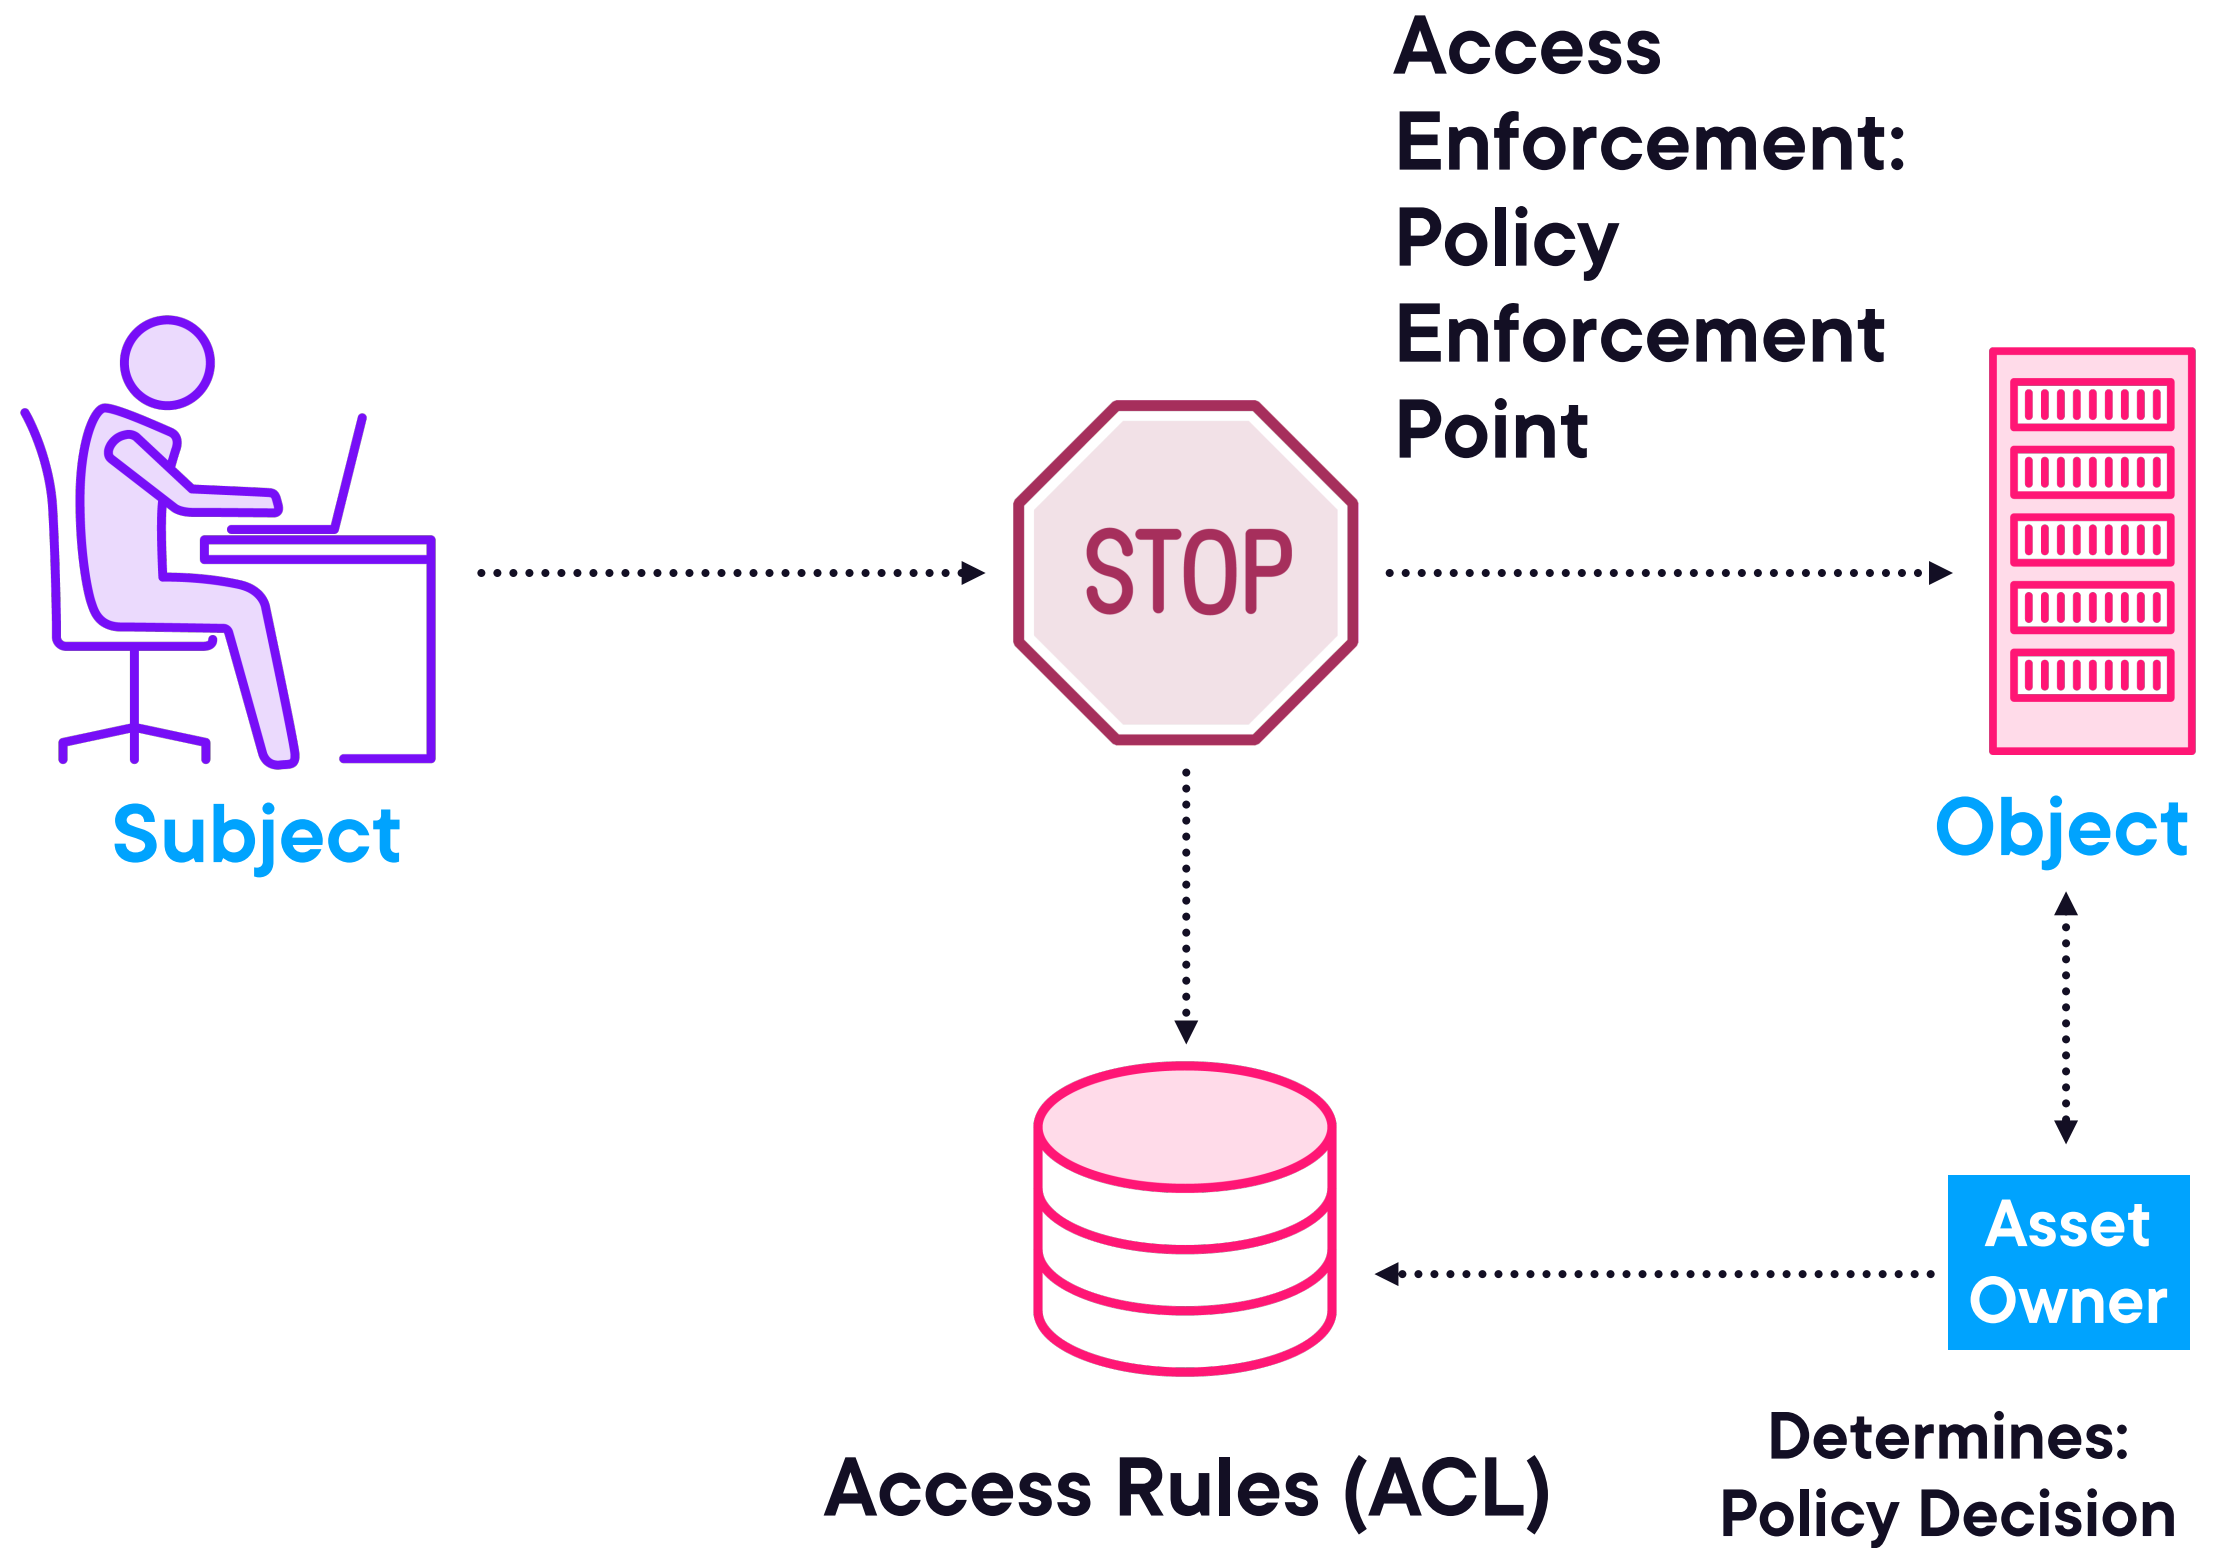 Access
Enforcement:
Policy
Enforcement
Point
STOP
Subject
Object
Asset
Owner
Access Rules (ACL)
Determines:
Policy Decision